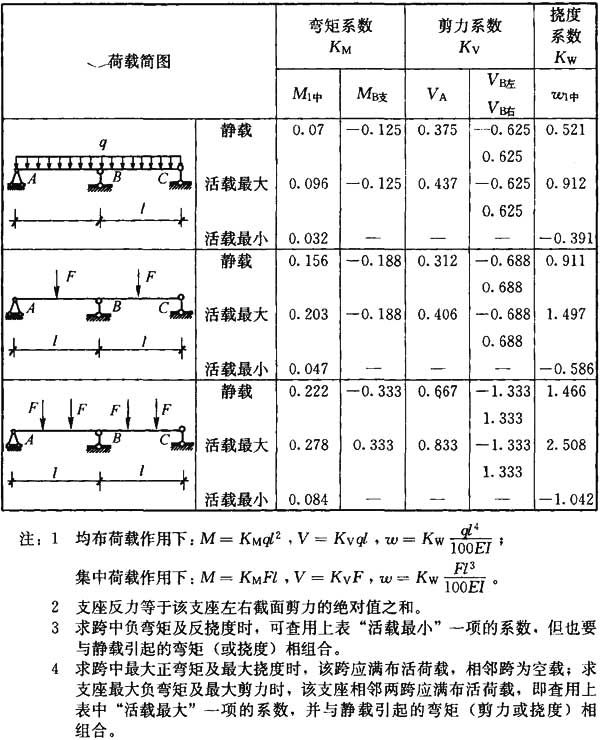 荷载简图
弯矩系数
K_M
剪力系数
K_V
挠度
系数
K_W
M_1中
M_B支
V_A
V_B左
V_B右
w_1中
q
A B C
l
静载 0.07 −0.125 0.375 −0.625 0.521
0.625
活载最大 0.096 −0.125 0.437 −0.625 0.912
0.625
活载最小 0.032 — — — −0.391
F F
A B C
l l
静载 0.156 −0.188 0.312 −0.688 0.911
0.688
活载最大 0.203 −0.188 0.406 −0.688 1.497
0.688
活载最小 0.047 — — — −0.586
F F F F
A B C
l l
静载 0.222 −0.333 0.667 −1.333 1.466
1.333
活载最大 0.278 0.333 0.833 −1.333 2.508
1.333
活载最小 0.084 — — — −1.042
注：1 均布荷载作用下：M = K_Mql²，V = K_Vql，w = K_W ql⁴/100EI；
集中荷载作用下：M = K_MFl，V = K_VF，w = K_W Fl³/100EI。
2 支座反力等于该支座左右截面剪力的绝对值之和。
3 求跨中负弯矩及反挠度时，可查用上表“活载最小”一项的系数，但也要
与静载引起的弯矩（或挠度）相组合。
4 求跨中最大正弯矩及最大挠度时，该跨应满布活荷载，相邻跨为空载；求
支座最大负弯矩及最大剪力时，该支座相邻两跨应满布活荷载，即查用上
表中“活载最大”一项的系数，并与静载引起的弯矩（剪力或挠度）相
组合。